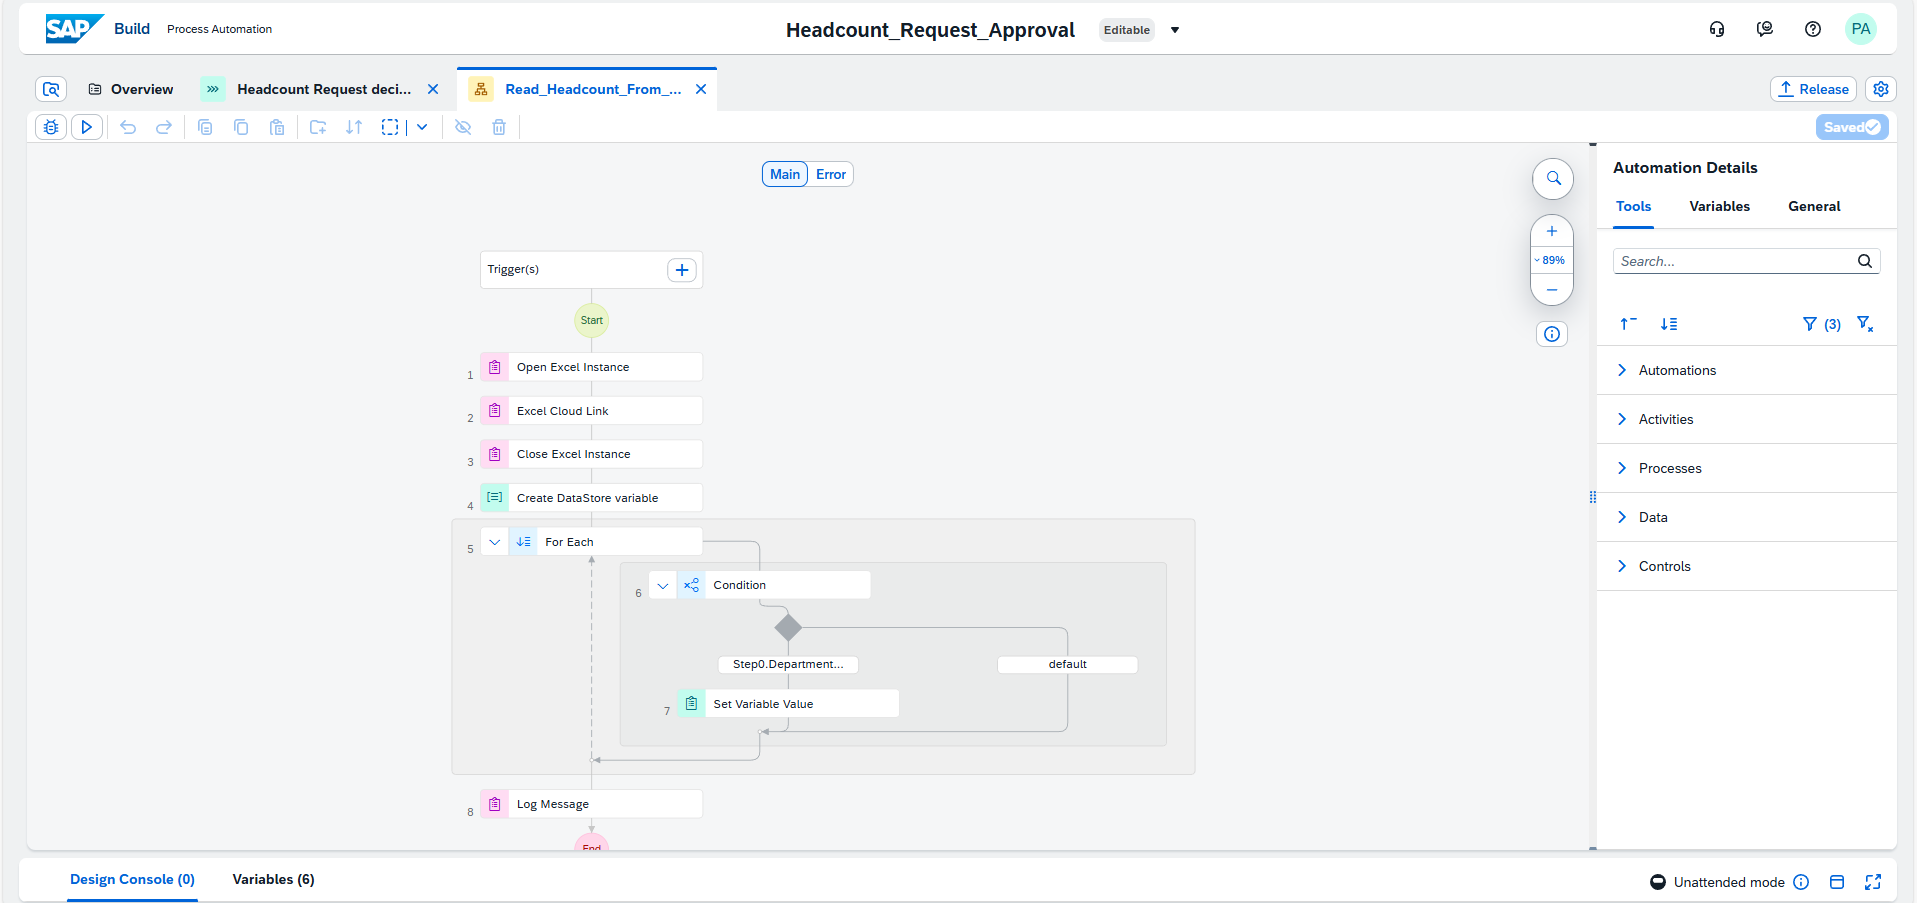 SAP Build Process Automation
Headcount_Request_Approval Editable
PA
Overview
Headcount Request deci...
Read_Headcount_From_...
Release
Saved
Main Error
89%
Trigger(s)
Start
1 Open Excel Instance
2 Excel Cloud Link
3 Close Excel Instance
4 Create DataStore variable
5 For Each
6 Condition
Step0.Department... default
7 Set Variable Value
8 Log Message
End
Automation Details
Tools Variables General
Search...
(3)
Automations
Activities
Processes
Data
Controls
Design Console (0) Variables (6)
Unattended mode